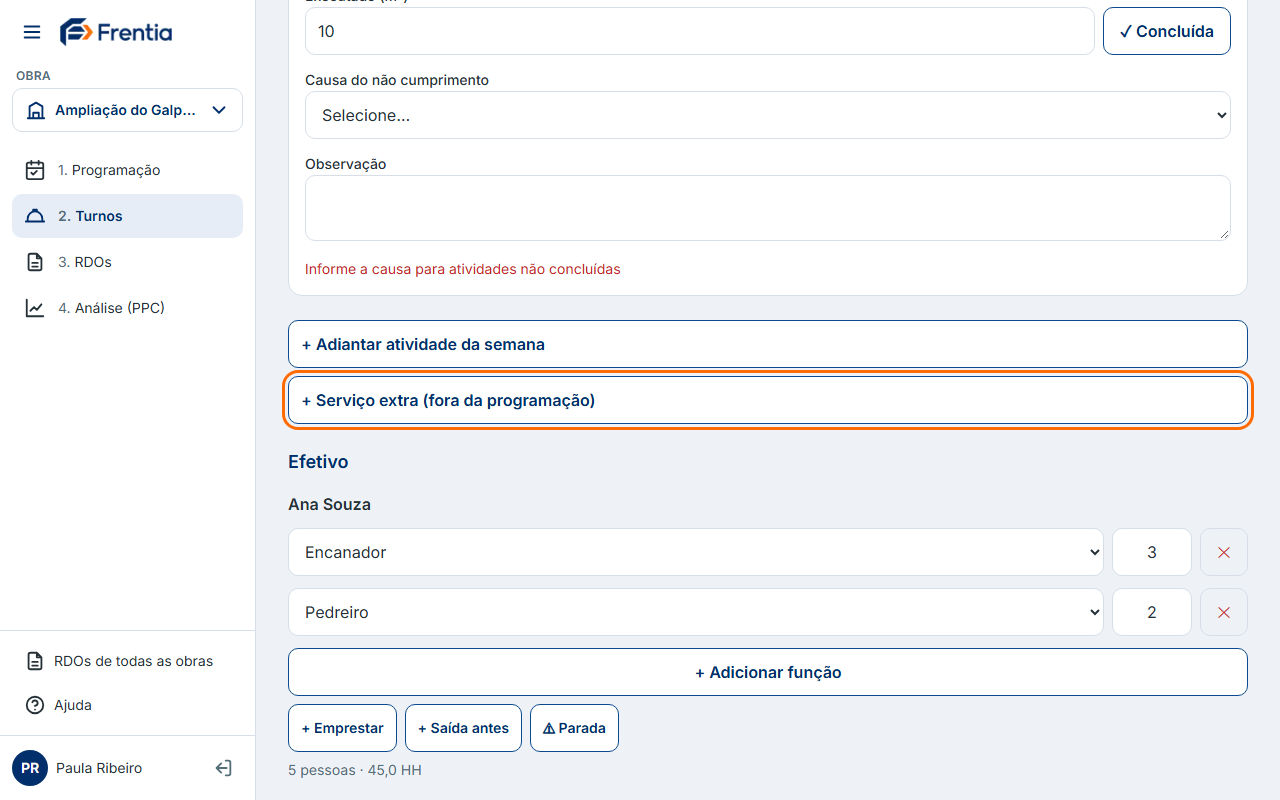 Frentia
OBRA
Ampliação do Galp...
1. Programação
2. Turnos
3. RDOs
4. Análise (PPC)
RDOs de todas as obras
Ajuda
PR
Paula Ribeiro
10
✓ Concluída
Causa do não cumprimento
Selecione...
Observação
Informe a causa para atividades não concluídas
+ Adiantar atividade da semana
+ Serviço extra (fora da programação)
Efetivo
Ana Souza
Encanador 3
Pedreiro 2
+ Adicionar função
+ Emprestar + Saída antes ⚠ Parada
5 pessoas · 45,0 HH